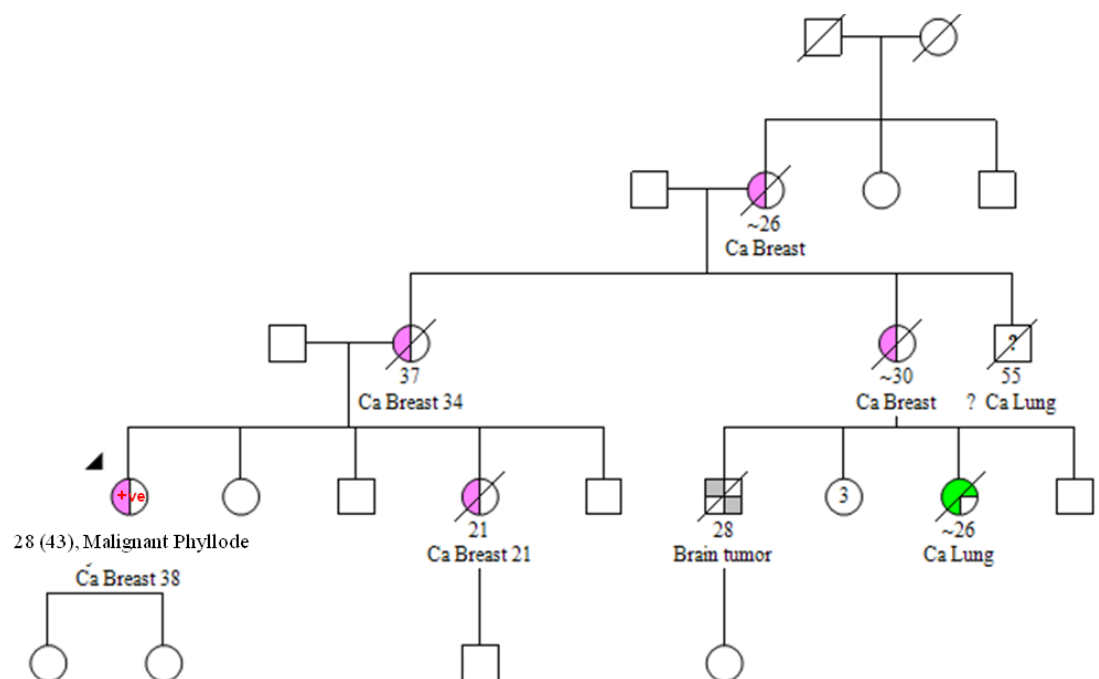 ~26
Ca Breast
?
37
Ca Breast 34
~30
Ca Breast
55
? Ca Lung
+ve
28 (43), Malignant Phyllode
Ca Breast 38
21
Ca Breast 21
28
Brain tumor
3
~26
Ca Lung